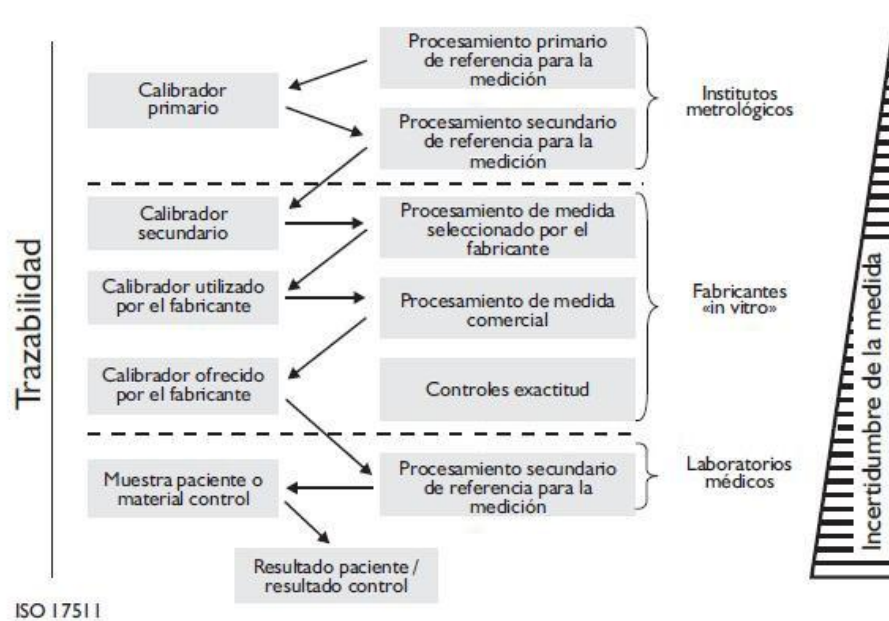 Procesamiento primario
de referencia para la
medición
Calibrador
primario
Institutos
metrológicos
Procesamiento secundario
de referencia para la
medición
Calibrador
secundario
Procesamiento de medida
seleccionado por el
fabricante
Calibrador utilizado
por el fabricante
Procesamiento de medida
comercial
Fabricantes
«in vitro»
Calibrador ofrecido
por el fabricante
Controles exactitud
Muestra paciente o
material control
Procesamiento secundario
de referencia para la
medición
Laboratorios
médicos
Resultado paciente /
resultado control
Trazabilidad
Incertidumbre de la medida
ISO 17511